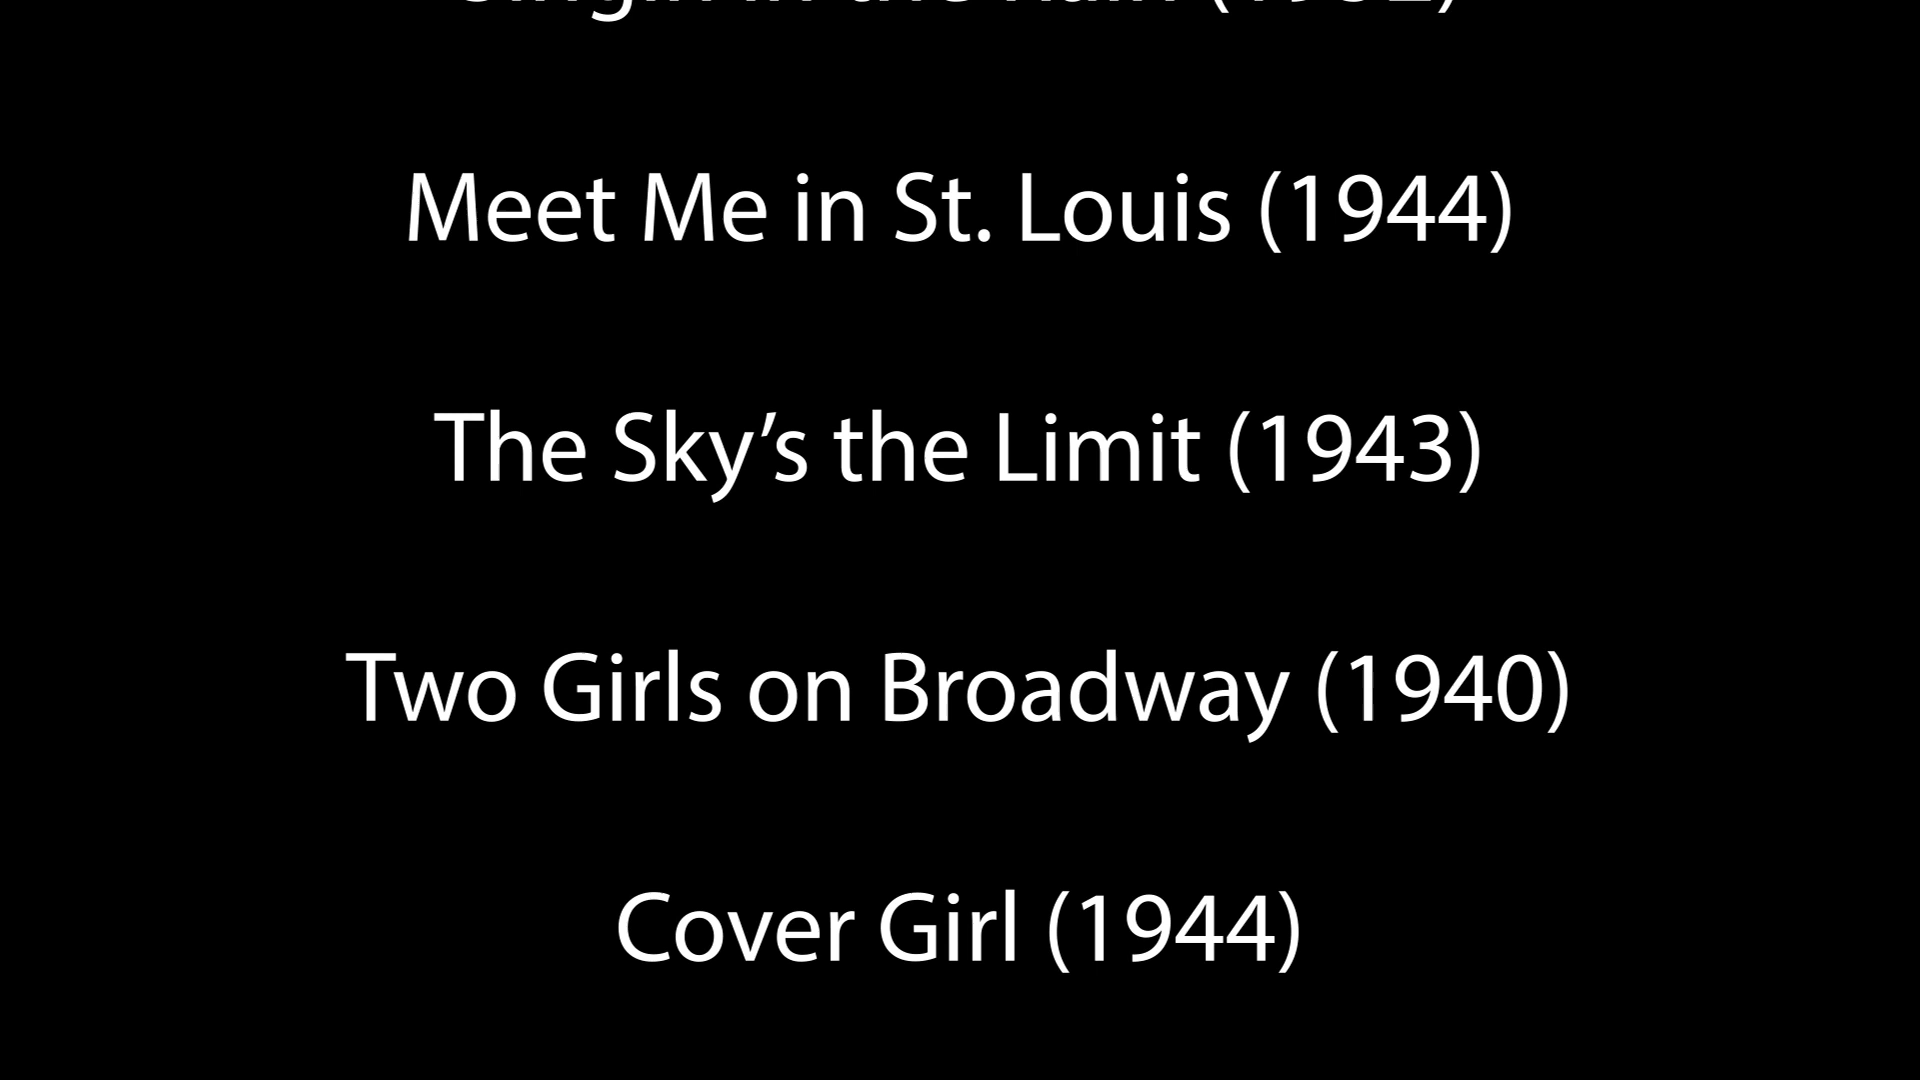 Meet Me in St. Louis (1944)
The Sky’s the Limit (1943)
Two Girls on Broadway (1940)
Cover Girl (1944)